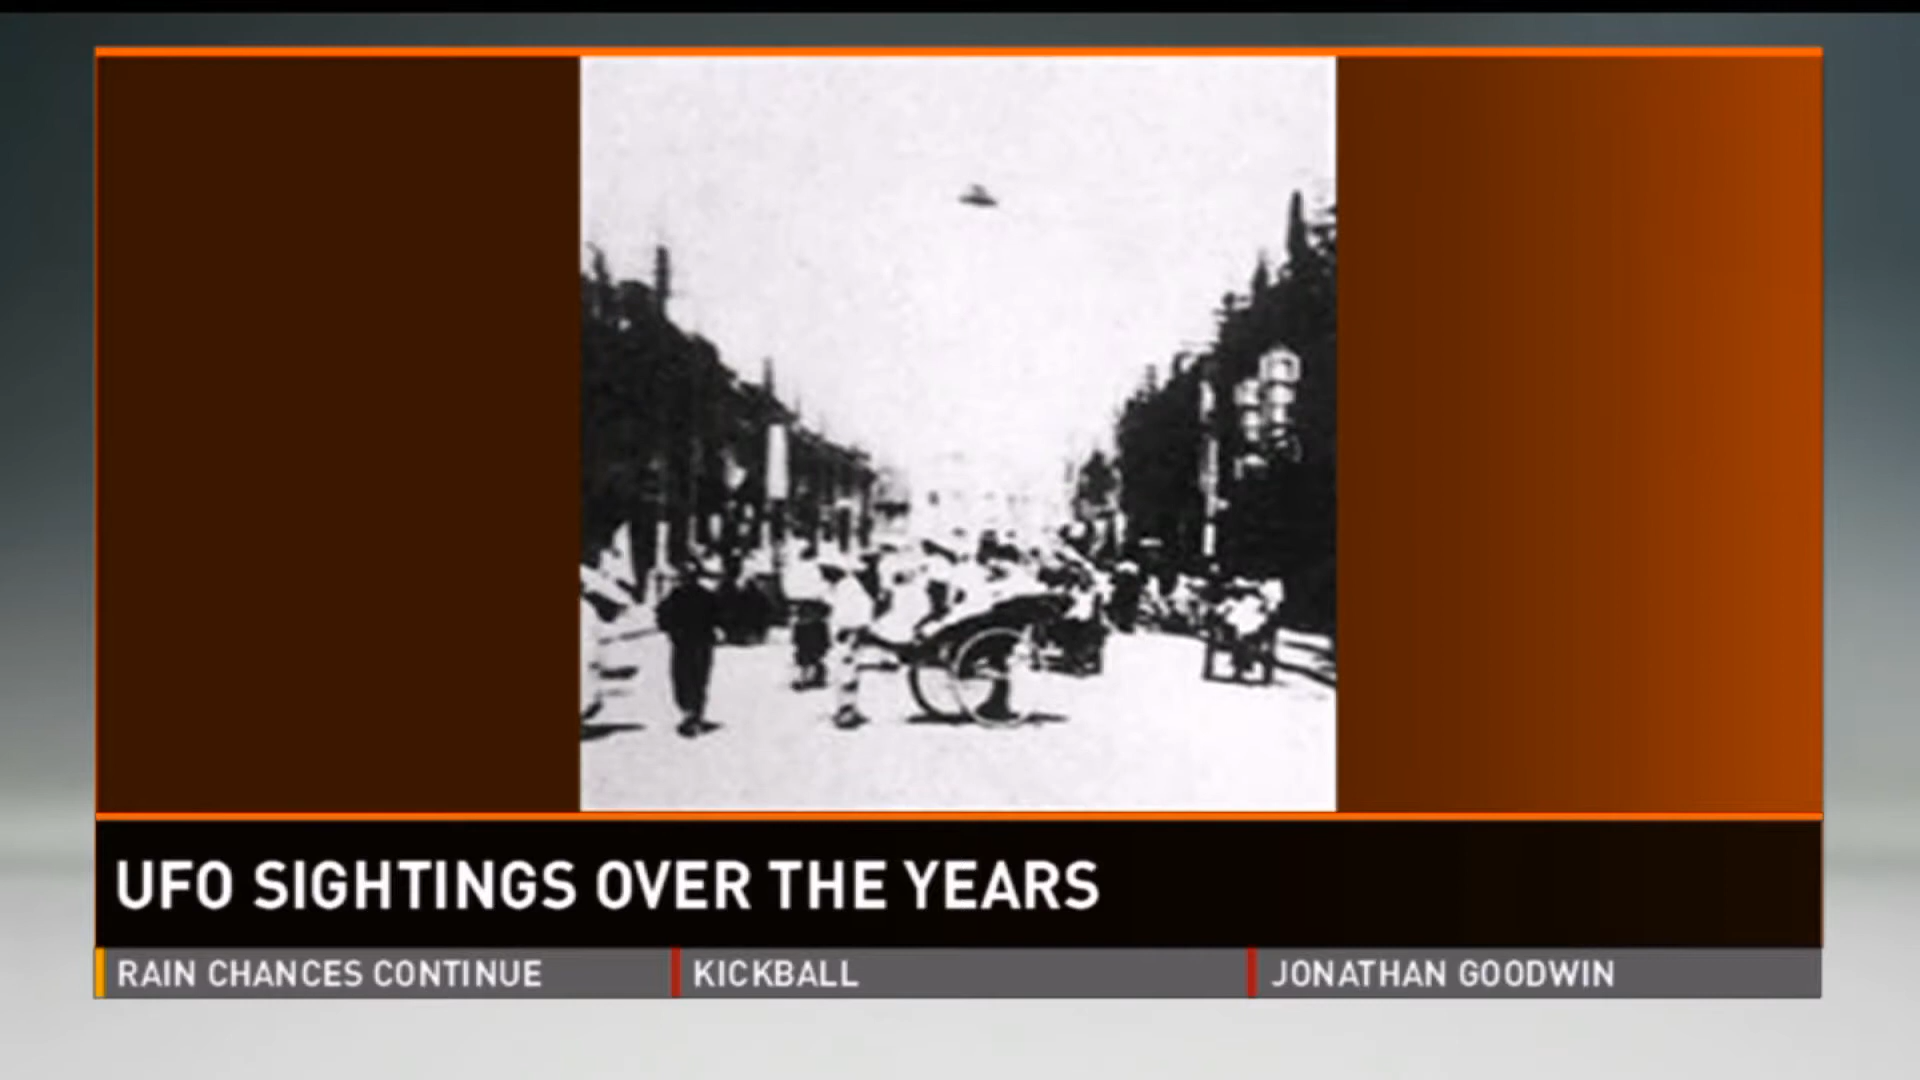 UFO SIGHTINGS OVER THE YEARS
RAIN CHANCES CONTINUE
KICKBALL
JONATHAN GOODWIN